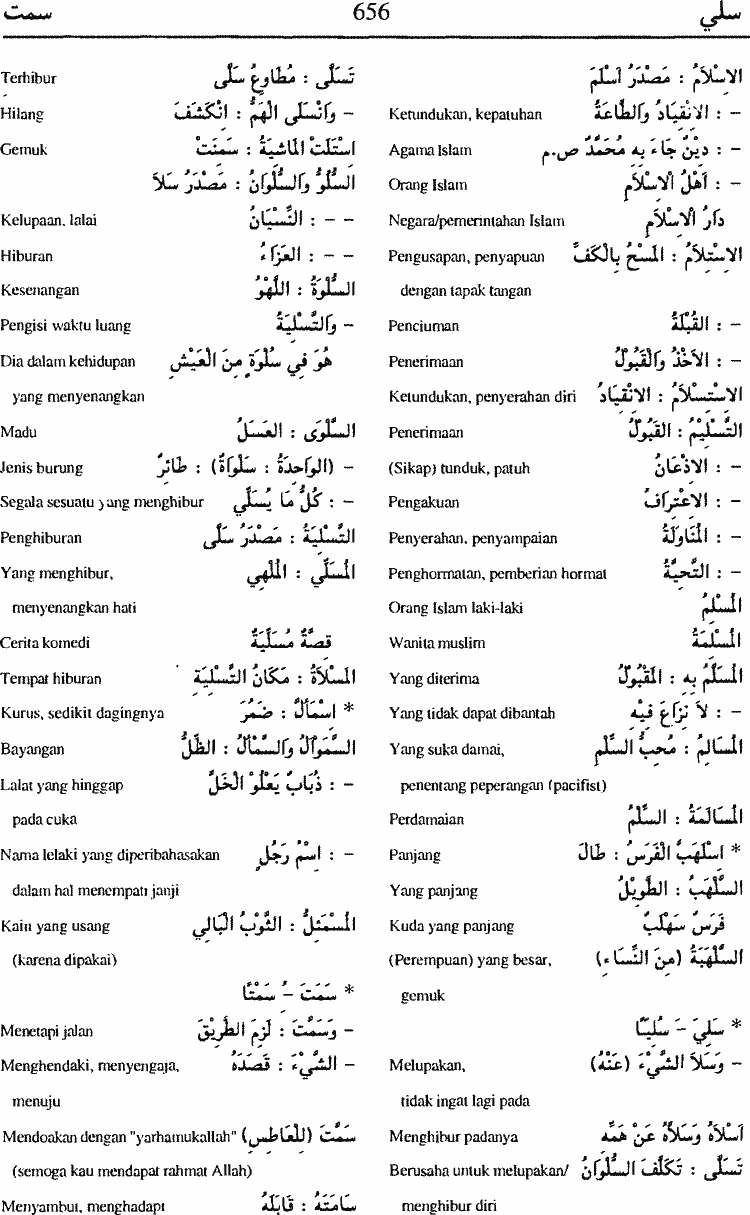 سلي 656 سمت
الإسْلاَمُ : مَصْدَرُ أَسْلَمَ
- : الانْقِيَادُ وَالطَّاعَةُ Ketundukan, kepatuhan
- : دِيْنٌ جَاءَ بِهِ مُحَمَّدٌ ص.م Agama Islam
- : أَهْلُ الاسْلاَمِ Orang Islam
دَارُ الاسْلاَمِ Negara/pemerintahan Islam
الاسْتِلاَمُ : المَسْحُ بِالْكَفِّ Pengusapan, penyapuan
dengan tapak tangan
- : القُبْلَةُ Penciuman
- : الأَخْذُ وَالْقَبُوْلُ Penerimaan
الاسْتِسْلاَمُ : الانْقِيَادُ Ketundukan, penyerahan diri
التَّسْلِيْمُ : القَبُوْلُ Penerimaan
- : الاذْعَانُ (Sikap) tunduk, patuh
- : الاعْتِرَافُ Pengakuan
- : المُنَاوَلَةُ Penyerahan, penyampaian
- : التَّحِيَّةُ Penghormatan, pemberian hormat
المُسْلِمُ Orang Islam laki-laki
المُسْلِمَةُ Wanita muslim
المُسَلَّمُ بِهِ : المَقْبُوْلُ Yang diterima
- : لاَ نِزَاعَ فِيْهِ Yang tidak dapat dibantah
المُسَالِمُ : مُحِبُّ السِّلْمِ Yang suka damai,
penentang peperangan (pacifist)
المُسَالَمَةُ : السِّلْمُ Perdamaian
* اسْلَهَبَّ الْفَرَسُ : طَالَ Panjang
السَّلْهَبُ : الطَّوِيْلُ Yang panjang
فَرَسٌ سَهْلَبٌ Kuda yang panjang
السَّلْهَبَةُ (مِنَ النِّسَاءِ) (Perempuan) yang besar,
gemuk
* سَلِيَ - سُلِيًّا
- وَسَلاَ الشَّيْءَ (عَنْهُ) Melupakan,
tidak ingat lagi pada
أَسْلاَهُ وَسَلاَّهُ عَنْ هَمِّهِ Menghibur padanya
تَسَلَّى : تَكَلَّفَ السُّلْوَانَ Berusaha untuk melupakan/
menghibur diri
تَسَلَّى : مُطَاوِعُ سَلَّى Terhibur
- وَانْسَلَى الْهَمُّ : انْكَشَفَ Hilang
اسْتَلَتْ الْمَاشِيَةُ : سَمِنَتْ Gemuk
السُّلُوُّ وَالسُّلْوَانُ : مَصْدَرُ سَلاَ
- - : النِّسْيَانُ Kelupaan, lalai
- - : العَزَاءُ Hiburan
السَّلْوَةُ : اللَّهْوُ Kesenangan
- وَالتَّسْلِيَةُ Pengisi waktu luang
هُوَ فِي سَلْوَةٍ مِنَ الْعَيْشِ Dia dalam kehidupan
yang menyenangkan
السَّلْوَى : العَسَلُ Madu
- (الوَاحِدَةُ : سَلْوَاةٌ) : طَائِرٌ Jenis burung
- : كُلُّ مَا يُسَلِّي Segala sesuatu yang menghibur
التَّسْلِيَةُ : مَصْدَرُ سَلَّى Penghiburan
المُسَلِّي : المُلْهِي Yang menghibur,
menyenangkan hati
قِصَّةٌ مُسَلِّيَةٌ Cerita komedi
المَسْلاَةُ : مَكَانُ التَّسْلِيَةِ Tempat hiburan
* اسْمَأَلَّ : ضَمُرَ Kurus, sedikit dagingnya
السَّمَوْأَلُ وَالسَّمْأَلُ : الظِّلُّ Bayangan
- : ذُبَابٌ يَعْلُو الْخَلَّ Lalat yang hinggap
pada cuka
- : اسْمُ رَجُلٍ Nama lelaki yang diperibahasakan
dalam hal menempati janji
المُسْمَئِلُّ : الثَّوْبُ الْبَالِي Kain yang usang
(karena dipakai)
* سَمَتَ - سَمْتًا
- وَسَمَّتَ : لَزِمَ الطَّرِيْقَ Menetapi jalan
- الشَّيْءَ : قَصَدَهُ Menghendaki, menyengaja,
menuju
سَمَّتَ (لِلْعَاطِسِ) Mendoakan dengan "yarhamukallah"
(semoga kau mendapat rahmat Allah)
سَامَتَهُ : قَابَلَهُ Menyambut, menghadapi